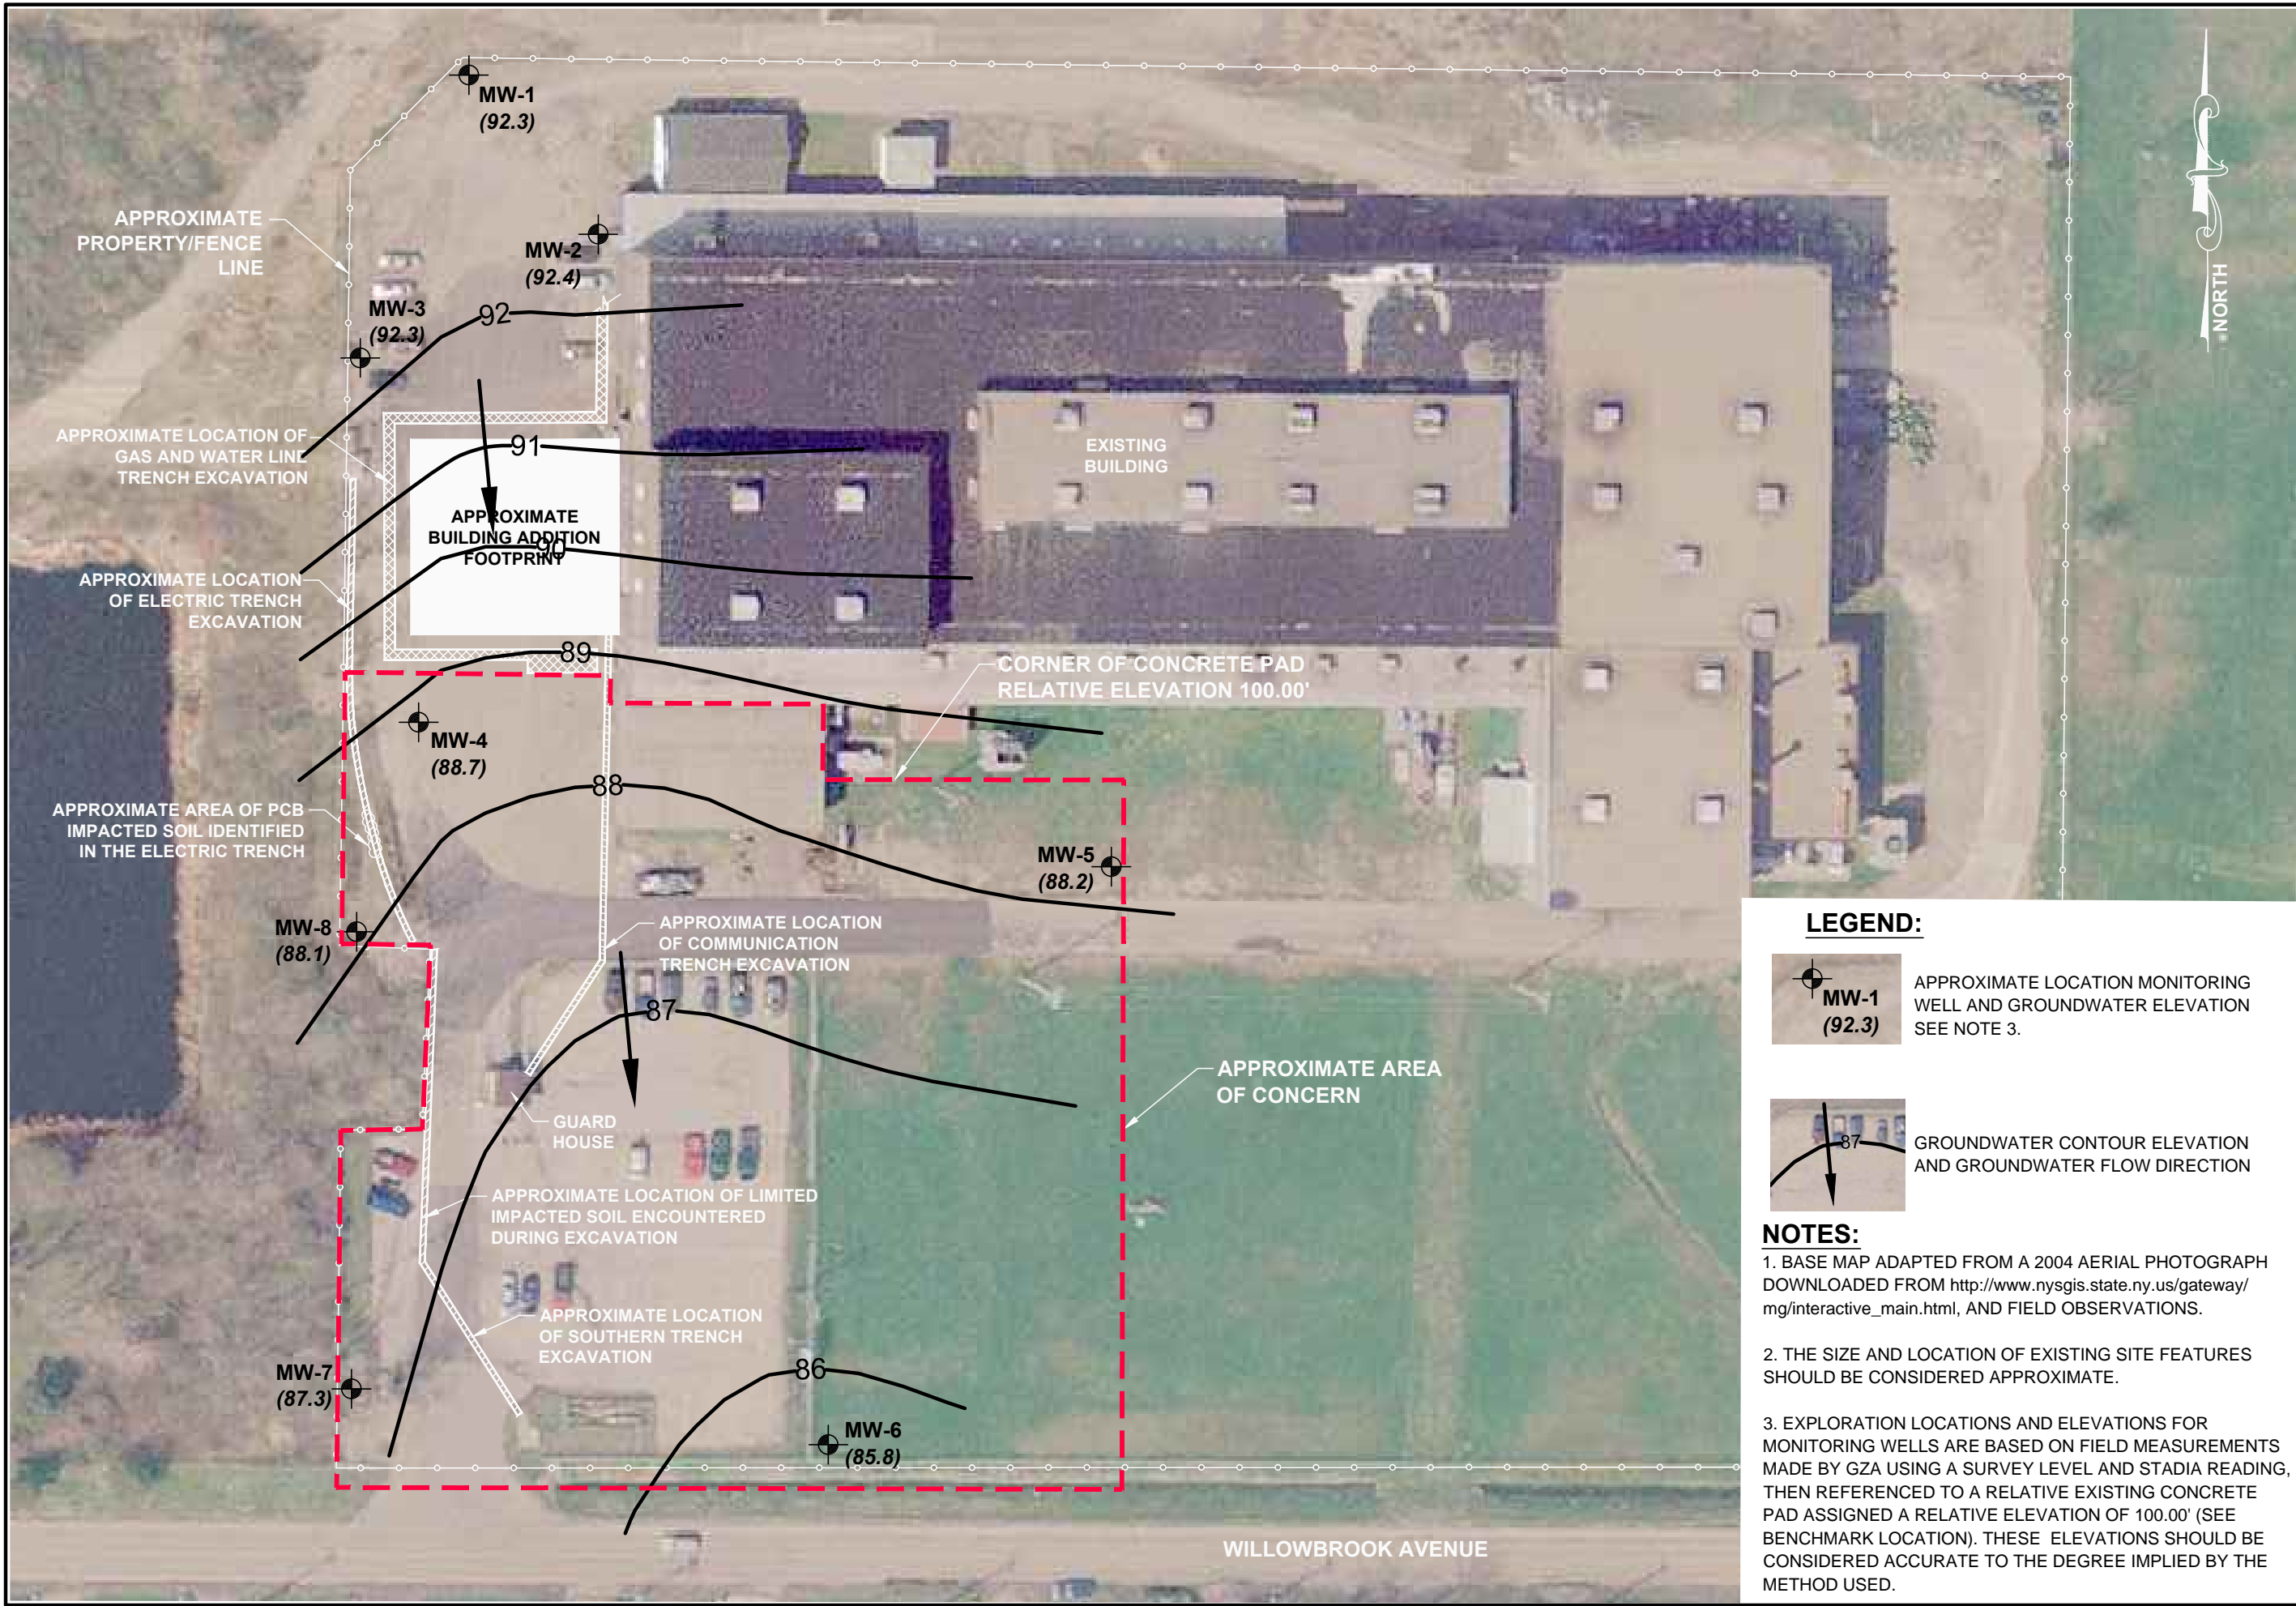 MW-1
(92.3)
APPROXIMATE
PROPERTY/FENCE
LINE
MW-2
(92.4)
NORTH
MW-3
(92.3)
92
APPROXIMATE LOCATION OF
GAS AND WATER LINE
TRENCH EXCAVATION
91
EXISTING
BUILDING
APPROXIMATE
BUILDING ADDITION
FOOTPRINT
90
APPROXIMATE LOCATION
OF ELECTRIC TRENCH
EXCAVATION
89
CORNER OF CONCRETE PAD
RELATIVE ELEVATION 100.00'
MW-4
(88.7)
88
APPROXIMATE AREA OF PCB
IMPACTED SOIL IDENTIFIED
IN THE ELECTRIC TRENCH
MW-5
(88.2)
MW-8
(88.1)
APPROXIMATE LOCATION
OF COMMUNICATION
TRENCH EXCAVATION
87
APPROXIMATE AREA
OF CONCERN
GUARD
HOUSE
APPROXIMATE LOCATION OF LIMITED
IMPACTED SOIL ENCOUNTERED
DURING EXCAVATION
APPROXIMATE LOCATION
OF SOUTHERN TRENCH
EXCAVATION
MW-7
(87.3)
86
MW-6
(85.8)
WILLOWBROOK AVENUE
LEGEND:
MW-1
(92.3)
APPROXIMATE LOCATION MONITORING
WELL AND GROUNDWATER ELEVATION
SEE NOTE 3.
87
GROUNDWATER CONTOUR ELEVATION
AND GROUNDWATER FLOW DIRECTION
NOTES:
1. BASE MAP ADAPTED FROM A 2004 AERIAL PHOTOGRAPH
DOWNLOADED FROM http://www.nysgis.state.ny.us/gateway/
mg/interactive_main.html, AND FIELD OBSERVATIONS.
2. THE SIZE AND LOCATION OF EXISTING SITE FEATURES
SHOULD BE CONSIDERED APPROXIMATE.
3. EXPLORATION LOCATIONS AND ELEVATIONS FOR
MONITORING WELLS ARE BASED ON FIELD MEASUREMENTS
MADE BY GZA USING A SURVEY LEVEL AND STADIA READING,
THEN REFERENCED TO A RELATIVE EXISTING CONCRETE
PAD ASSIGNED A RELATIVE ELEVATION OF 100.00' (SEE
BENCHMARK LOCATION). THESE ELEVATIONS SHOULD BE
CONSIDERED ACCURATE TO THE DEGREE IMPLIED BY THE
METHOD USED.